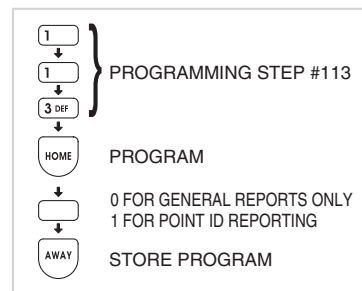 1
1 PROGRAMMING STEP #113
3 DEF
HOME PROGRAM
0 FOR GENERAL REPORTS ONLY
1 FOR POINT ID REPORTING
AWAY STORE PROGRAM